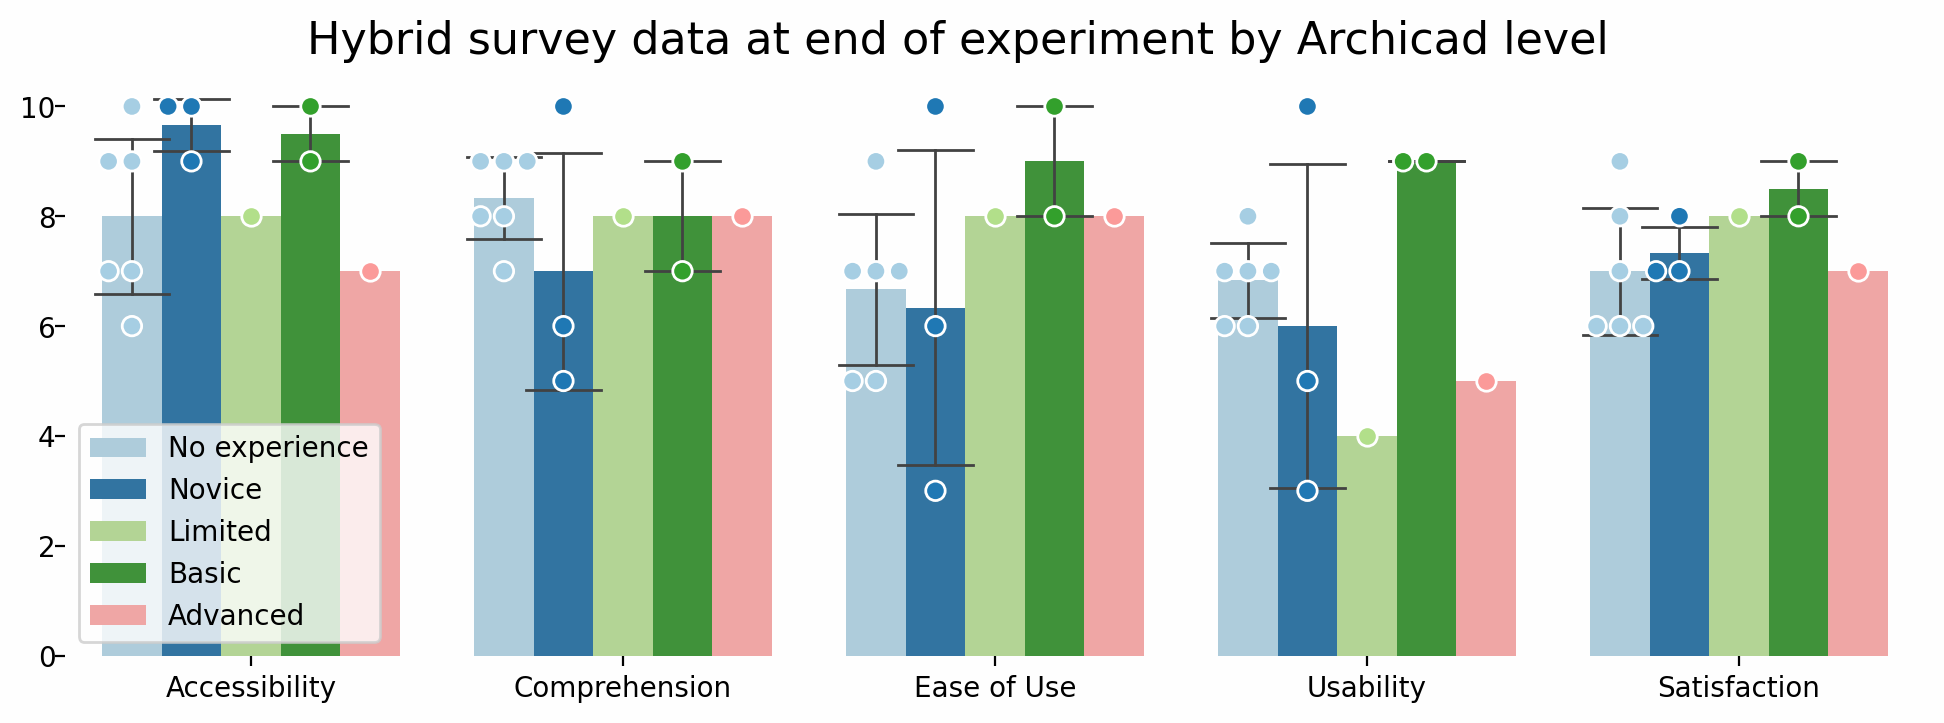 Hybrid survey data at end of experiment by Archicad level
10
8
6
4
2
0
No experience
Novice
Limited
Basic
Advanced
Accessibility
Comprehension
Ease of Use
Usability
Satisfaction